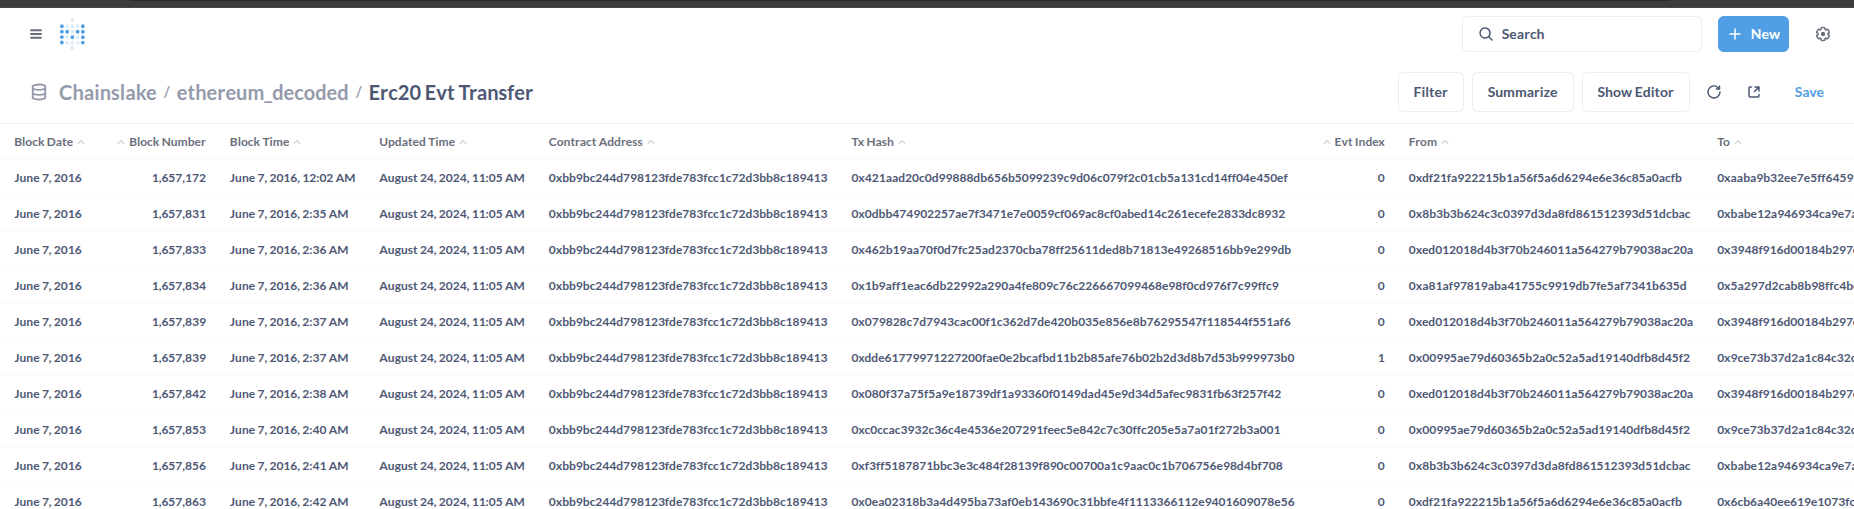 Search
+ New
Chainslake / ethereum_decoded / Erc20 Evt Transfer
Filter Summarize Show Editor Save
Block Date Block Number Block Time Updated Time Contract Address Tx Hash Evt Index From To
June 7, 2016 1,657,172 June 7, 2016, 12:02 AM August 24, 2024, 11:05 AM 0xbb9bc244d798123fde783fcc1c72d3bb8c189413 0x421aad20c0d99888db656b5099239c9d06c079f2c01cb5a131cd14ff04e450ef 0 0xdf21fa922215b1a56f5a6d6294e6e36c85a0acfb 0xaaba9b32ee7e5ff6459
June 7, 2016 1,657,831 June 7, 2016, 2:35 AM August 24, 2024, 11:05 AM 0xbb9bc244d798123fde783fcc1c72d3bb8c189413 0x0dbb474902257ae7f3471e7e0059cf069ac8cf0abed14c261ecefe2833dc8932 0 0x8b3b3b624c3c0397d3da8fd861512393d51dcbac 0xbabe12a946934ca9e7a
June 7, 2016 1,657,833 June 7, 2016, 2:36 AM August 24, 2024, 11:05 AM 0xbb9bc244d798123fde783fcc1c72d3bb8c189413 0x462b19aa70f0d7fc25ad2370cba78ff25611ded8b71813e49268516bb9e299db 0 0xed012018d4b3f70b246011a564279b79038ac20a 0x3948f916d00184b297
June 7, 2016 1,657,834 June 7, 2016, 2:36 AM August 24, 2024, 11:05 AM 0xbb9bc244d798123fde783fcc1c72d3bb8c189413 0x1b9aff1eac6db22992a290a4fe809c76c226667099468e98f0cd976f7c99ffc9 0 0xa81af97819aba41755c9919db7fe5af7341b635d 0x5a297d2cab8b98ffc4b
June 7, 2016 1,657,839 June 7, 2016, 2:37 AM August 24, 2024, 11:05 AM 0xbb9bc244d798123fde783fcc1c72d3bb8c189413 0x079828c7d7943cac00f1c362d7de420b035e856e8b76295547f118544f551af6 0 0xed012018d4b3f70b246011a564279b79038ac20a 0x3948f916d00184b297
June 7, 2016 1,657,839 June 7, 2016, 2:37 AM August 24, 2024, 11:05 AM 0xbb9bc244d798123fde783fcc1c72d3bb8c189413 0xdde61779971227200fae0e2bcafbd11b2b85afe76b02b2d3d8b7d53b999973b0 1 0x00995ae79d60365b2a0c52a5ad19140dfb8d45f2 0x9ce73b37d2a1c84c32
June 7, 2016 1,657,842 June 7, 2016, 2:38 AM August 24, 2024, 11:05 AM 0xbb9bc244d798123fde783fcc1c72d3bb8c189413 0x080f37a75f5a9e18739df1a93360f0149dad45e9d34d5afec9831fb63f257f42 0 0xed012018d4b3f70b246011a564279b79038ac20a 0x3948f916d00184b297
June 7, 2016 1,657,853 June 7, 2016, 2:40 AM August 24, 2024, 11:05 AM 0xbb9bc244d798123fde783fcc1c72d3bb8c189413 0xc0ccac3932c36c4e4536e207291feec5e842c7c30ffc205e5a7a01f272b3a001 0 0x00995ae79d60365b2a0c52a5ad19140dfb8d45f2 0x9ce73b37d2a1c84c32
June 7, 2016 1,657,856 June 7, 2016, 2:41 AM August 24, 2024, 11:05 AM 0xbb9bc244d798123fde783fcc1c72d3bb8c189413 0xf3ff5187871bbc3e3c484f28139f890c00700a1c9aac0c1b706756e98d4bf708 0 0x8b3b3b624c3c0397d3da8fd861512393d51dcbac 0xbabe12a946934ca9e7a
June 7, 2016 1,657,863 June 7, 2016, 2:42 AM August 24, 2024, 11:05 AM 0xbb9bc244d798123fde783fcc1c72d3bb8c189413 0x0ea02318b3a4d495ba73af0eb143690c31bbfe4f1113366112e9401609078e56 0 0xdf21fa922215b1a56f5a6d6294e6e36c85a0acfb 0x6cb6a40ee619e1073f